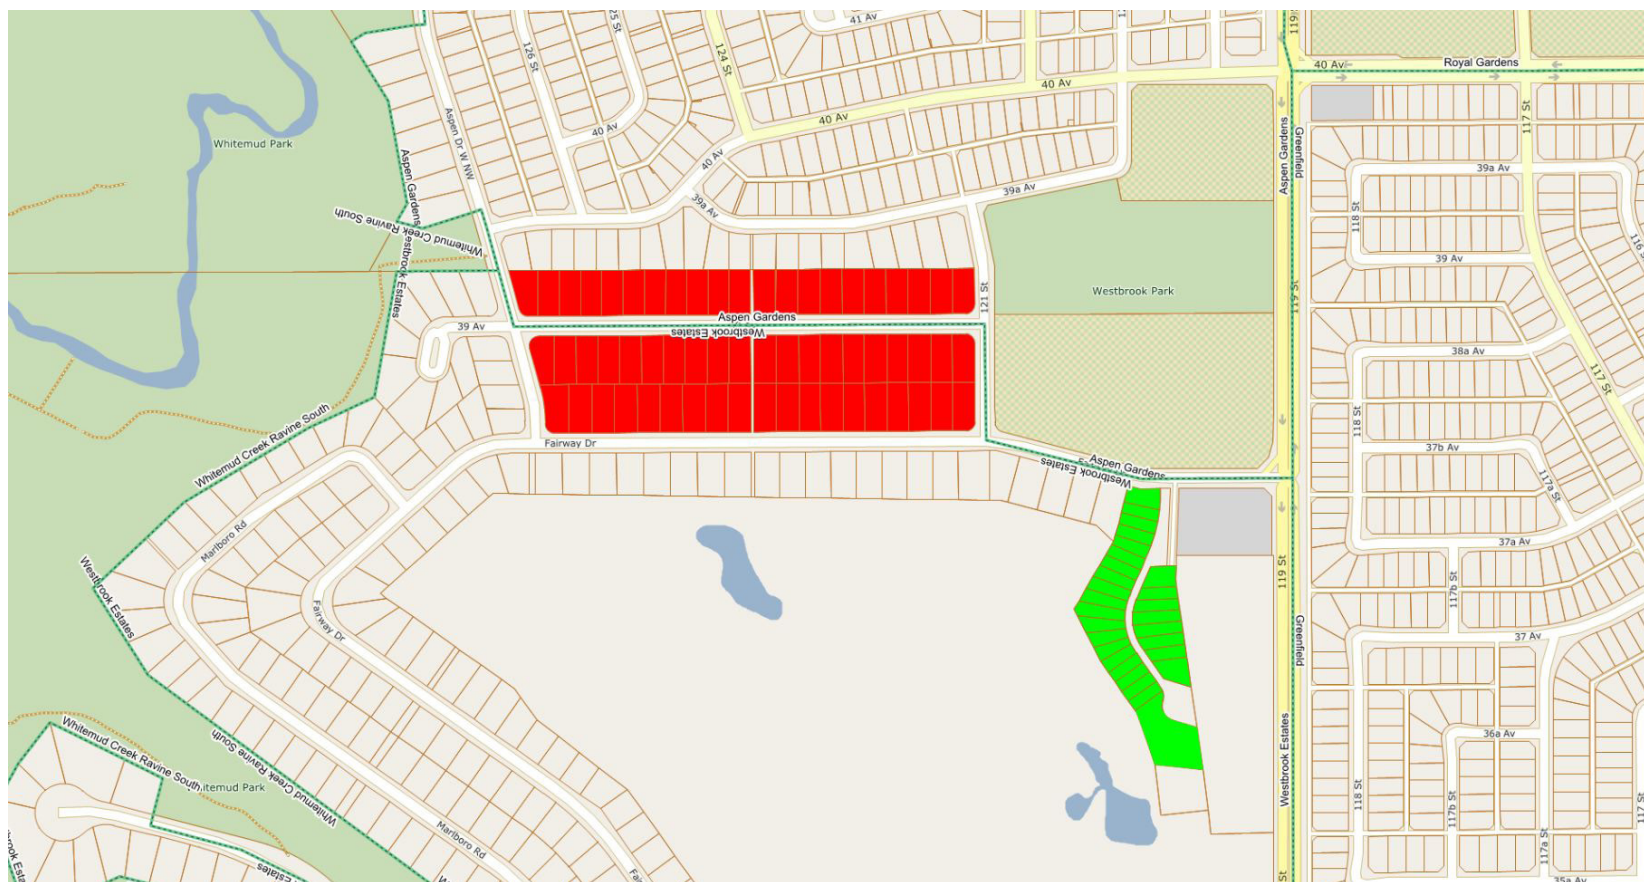 41 Av
125 St
119
126 St
124 St
40 Av
Royal Gardens
40 Av
40 Av
117 St
Whitemud Park
Aspen Dr W NW
40 Av
40 Av
Aspen Gardens
Greenfield
Aspen Gardens
39a Av
39a Av
39a Av
118 St
116
Whitemud Creek Ravine South
Westbrook Estates
39 Av
121 St
Westbrook Park
119 St
Aspen Gardens
39 Av
Westbrook Estates
38a Av
117 St
Whitemud Creek Ravine South
118 St
Fairway Dr
37b Av
Aspen Gardens
Westbrook Estates
117a St
Marlboro Rd
37a Av
Westbrook Estates
119 St
117b St
Fairway Dr
Greenfield
37 Av
Whitemud Creek Ravine South
Whitemud Creek Ravine South
Westbrook Estates
36a Av
itemud Park
118 St
117b St
117 St
Marlboro Rd
117a St
St
35a Av